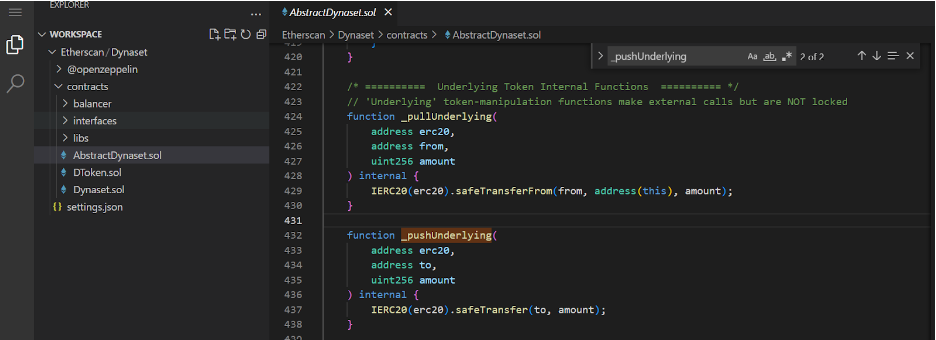 EXPLORER
...
WORKSPACE
Etherscan / Dynaset
@openzeppelin
contracts
balancer
interfaces
libs
AbstractDynaset.sol
DToken.sol
Dynaset.sol
{} settings.json
AbstractDynaset.sol
Etherscan > Dynaset > contracts > AbstractDynaset.sol
_pushUnderlying
Aa ab .*
2 of 2
420 }
421
422 /* ========== Underlying Token Internal Functions ========== */
423 // 'Underlying' token-manipulation functions make external calls but are NOT locked
424 function _pullUnderlying(
425 address erc20,
426 address from,
427 uint256 amount
428 ) internal {
429 IERC20(erc20).safeTransferFrom(from, address(this), amount);
430 }
431
432 function _pushUnderlying(
433 address erc20,
434 address to,
435 uint256 amount
436 ) internal {
437 IERC20(erc20).safeTransfer(to, amount);
438 }